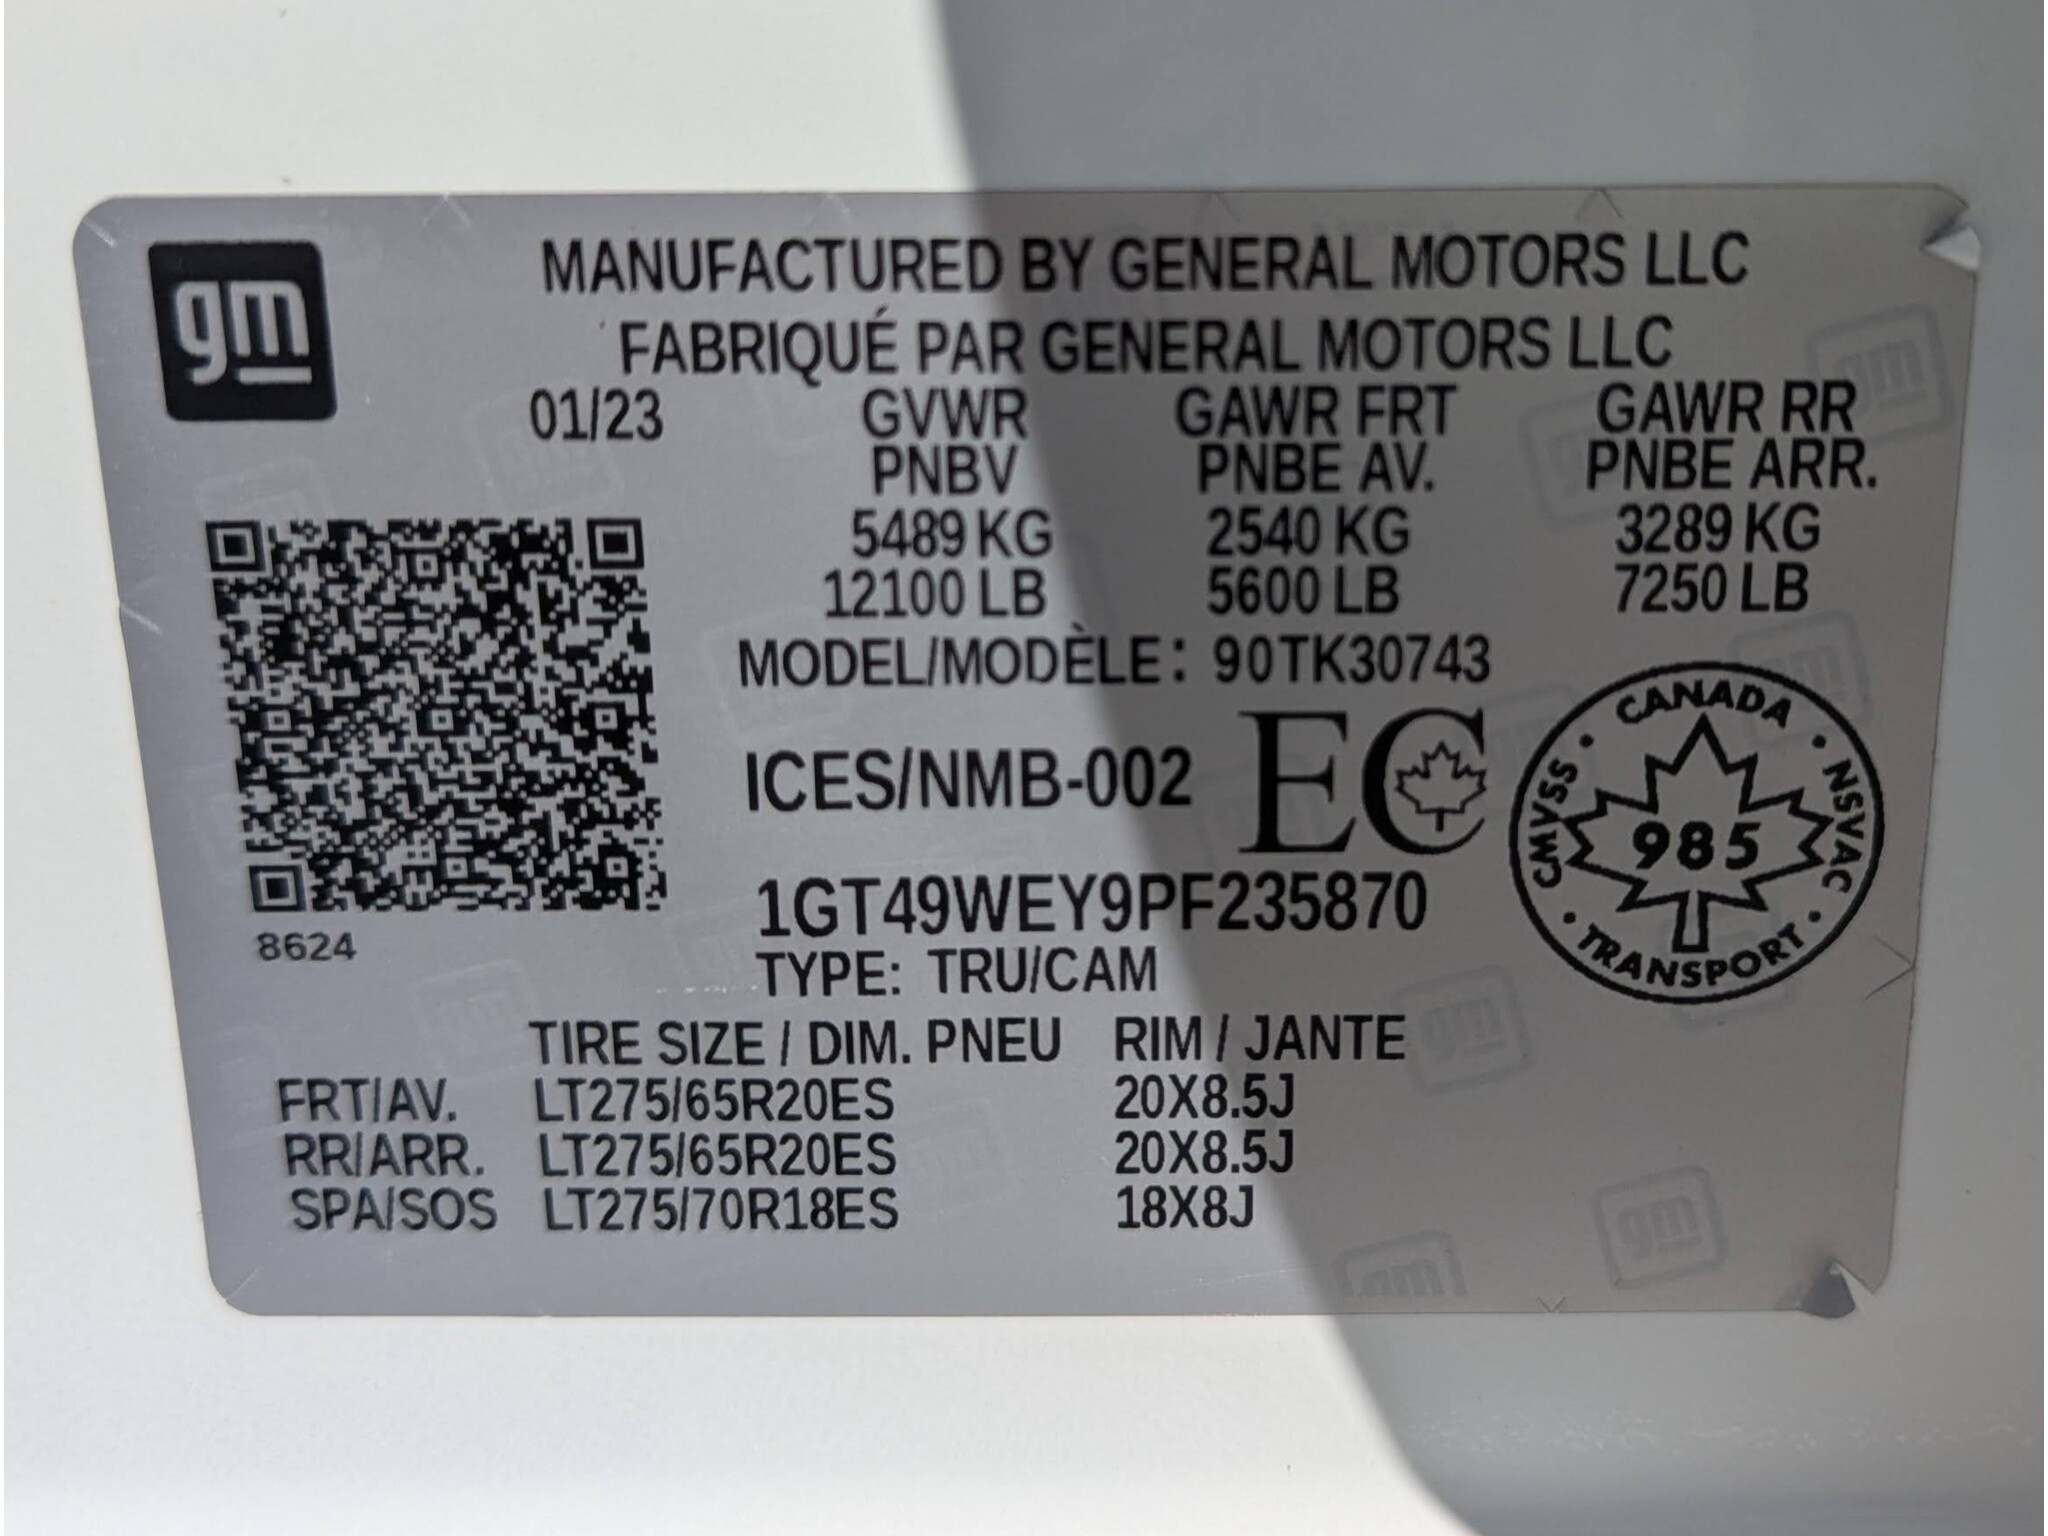 gm
MANUFACTURED BY GENERAL MOTORS LLC
FABRIQUÉ PAR GENERAL MOTORS LLC
01/23 GVWR GAWR FRT GAWR RR
PNBV PNBE AV. PNBE ARR.
5489 KG 2540 KG 3289 KG
12100 LB 5600 LB 7250 LB
MODEL/MODÈLE: 90TK30743
ICES/NMB-002 EC
CANADA
CMVSS 985 NSVAC
TRANSPORT
1GT49WEY9PF235870
8624
TYPE: TRU/CAM
TIRE SIZE / DIM. PNEU RIM / JANTE
FRT/AV. LT275/65R20ES 20X8.5J
RR/ARR. LT275/65R20ES 20X8.5J
SPA/SOS LT275/70R18ES 18X8J